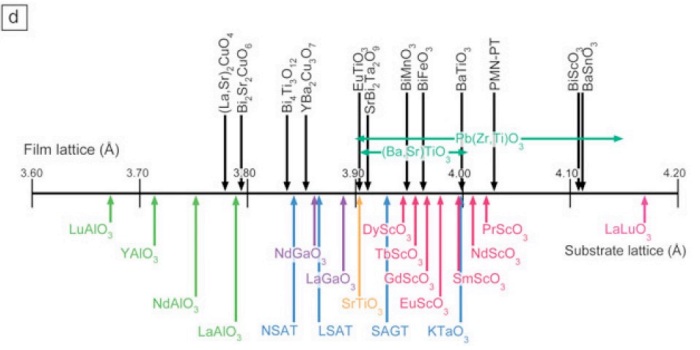 d
(La,Sr)₂CuO₄
Bi₂Sr₂CuO₆
Bi₄Ti₃O₁₂
YBa₂Cu₃O₇
EuTiO₃
SrBi₂Ta₂O₉
BiMnO₃
BiFeO₃
BaTiO₃
PMN-PT
BiScO₃
BaSnO₃
Pb(Zr,Ti)O₃
(Ba,Sr)TiO₃
Film lattice (Å)
3.60 3.70 3.80 3.90 4.00 4.10 4.20
LuAlO₃
YAlO₃
NdAlO₃
LaAlO₃
NSAT
NdGaO₃
LSAT
LaGaO₃
SrTiO₃
SAGT
DyScO₃
TbScO₃
GdScO₃
EuScO₃
KTaO₃
SmScO₃
NdScO₃
PrScO₃
LaLuO₃
Substrate lattice (Å)